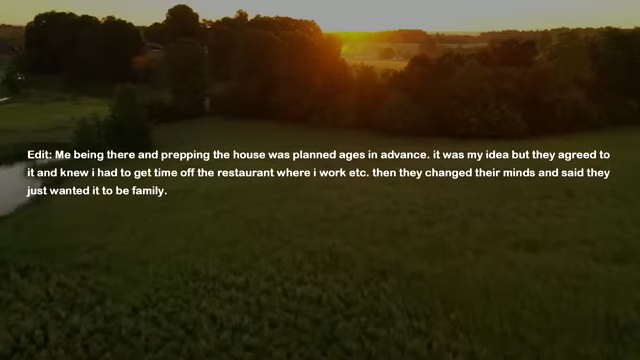 Edit: Me being there and prepping the house was planned ages in advance. it was my idea but they agreed to
it and knew i had to get time off the restaurant where i work etc. then they changed their minds and said they
just wanted it to be family.